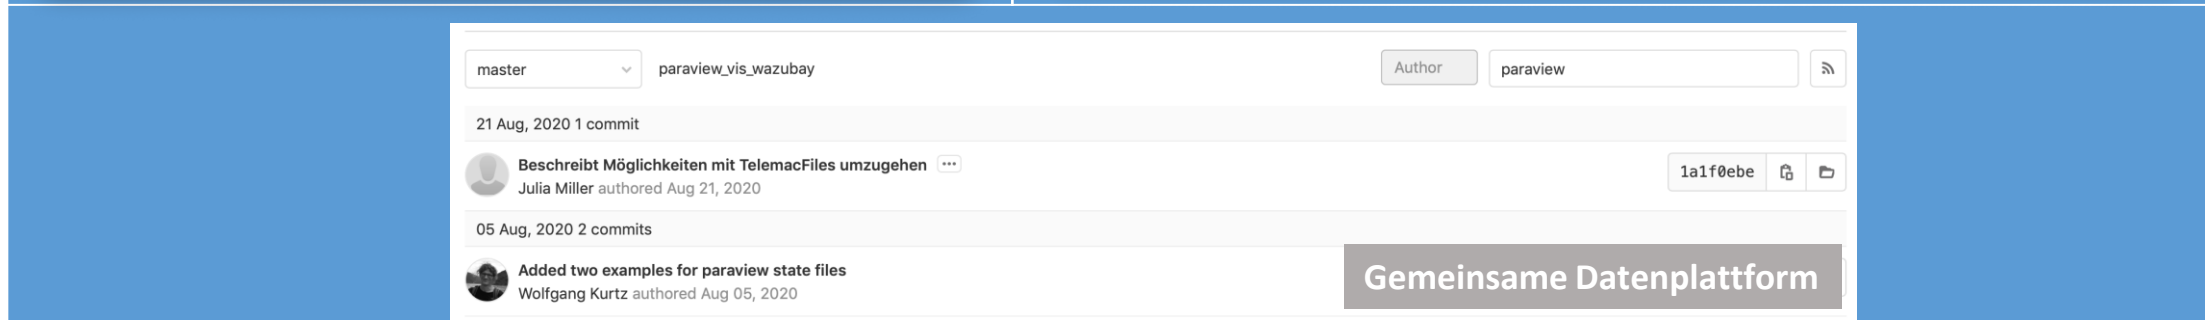 master paraview_vis_wazubay Author paraview
21 Aug, 2020 1 commit
Beschreibt Möglichkeiten mit TelemacFiles umzugehen ···
Julia Miller authored Aug 21, 2020
1a1f0ebe
05 Aug, 2020 2 commits
Added two examples for paraview state files
Wolfgang Kurtz authored Aug 05, 2020
Gemeinsame Datenplattform